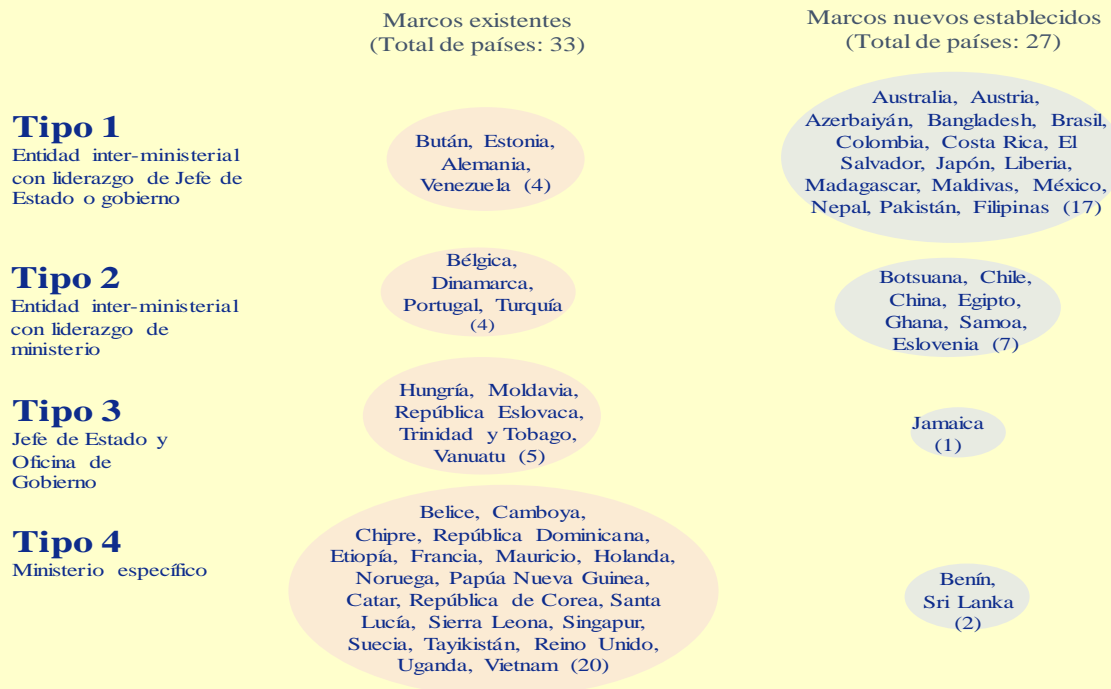 Marcos existentes
(Total de países: 33)
Marcos nuevos establecidos
(Total de países: 27)
Tipo 1
Entidad inter-ministerial
con liderazgo de Jefe de
Estado o gobierno
Bután, Estonia,
Alemania,
Venezuela (4)
Australia, Austria,
Azerbaiyán, Bangladesh, Brasil,
Colombia, Costa Rica, El
Salvador, Japón, Liberia,
Madagascar, Maldivas, México,
Nepal, Pakistán, Filipinas (17)
Tipo 2
Entidad inter-ministerial
con liderazgo de
ministerio
Bélgica,
Dinamarca,
Portugal, Turquía
(4)
Botsuana, Chile,
China, Egipto,
Ghana, Samoa,
Eslovenia (7)
Tipo 3
Jefe de Estado y
Oficina de
Gobierno
Hungría, Moldavia,
República Eslovaca,
Trinidad y Tobago,
Vanuatu (5)
Jamaica
(1)
Tipo 4
Ministerio específico
Belice, Camboya,
Chipre, República Dominicana,
Etiopía, Francia, Mauricio, Holanda,
Noruega, Papúa Nueva Guinea,
Catar, República de Corea, Santa
Lucía, Sierra Leona, Singapur,
Suecia, Tayikistán, Reino Unido,
Uganda, Vietnam (20)
Benín,
Sri Lanka
(2)